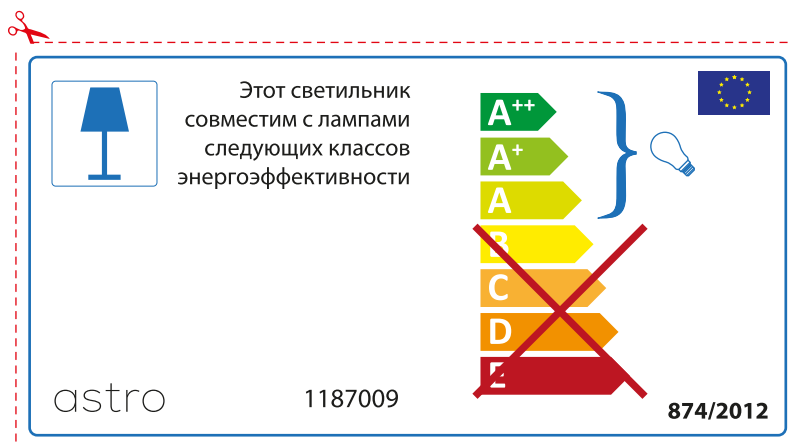 Этот светильник
совместим с лампами
следующих классов
энергоэффективности
A++
A+
A
B
C
D
E
astro
1187009
874/2012